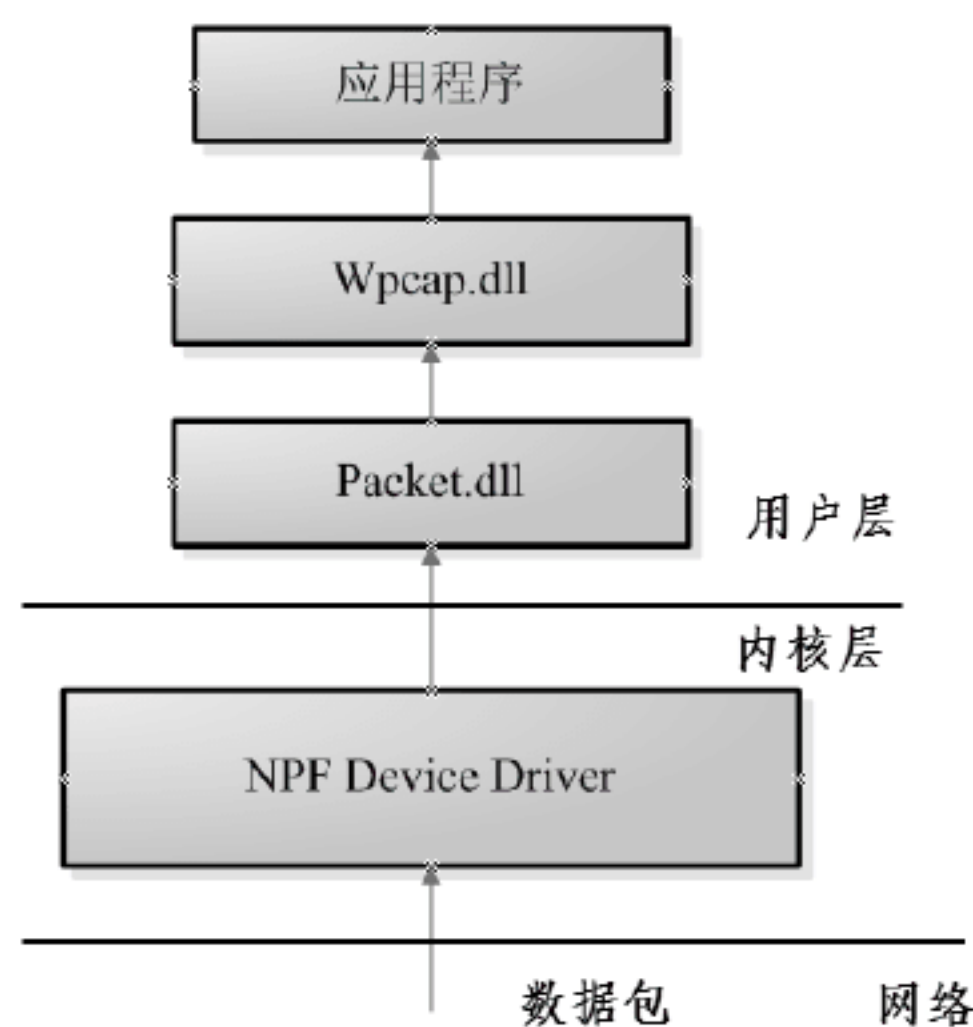 应用程序
Wpcap.dll
Packet.dll
用户层
内核层
NPF Device Driver
数据包 网络